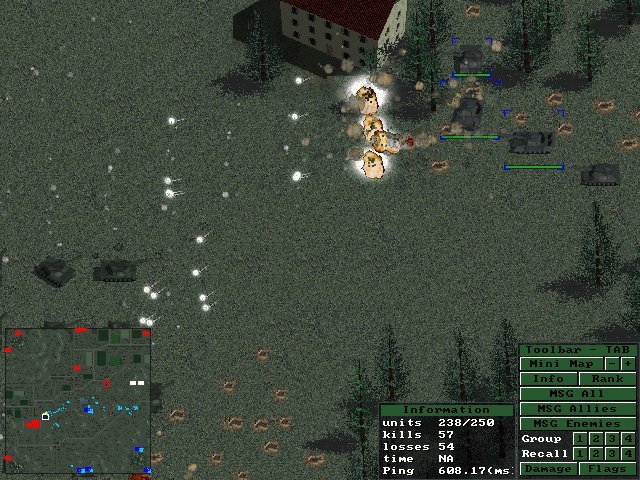 Toolbar - TAB
Mini Map - +
Info Rank
MSG All
MSG Allies
MSG Enemies
Group 1 2 3 4
Recall 1 2 3 4
Damage Flags
Information
units 238/250
kills 57
losses 54
time NA
Ping 608.17(ms